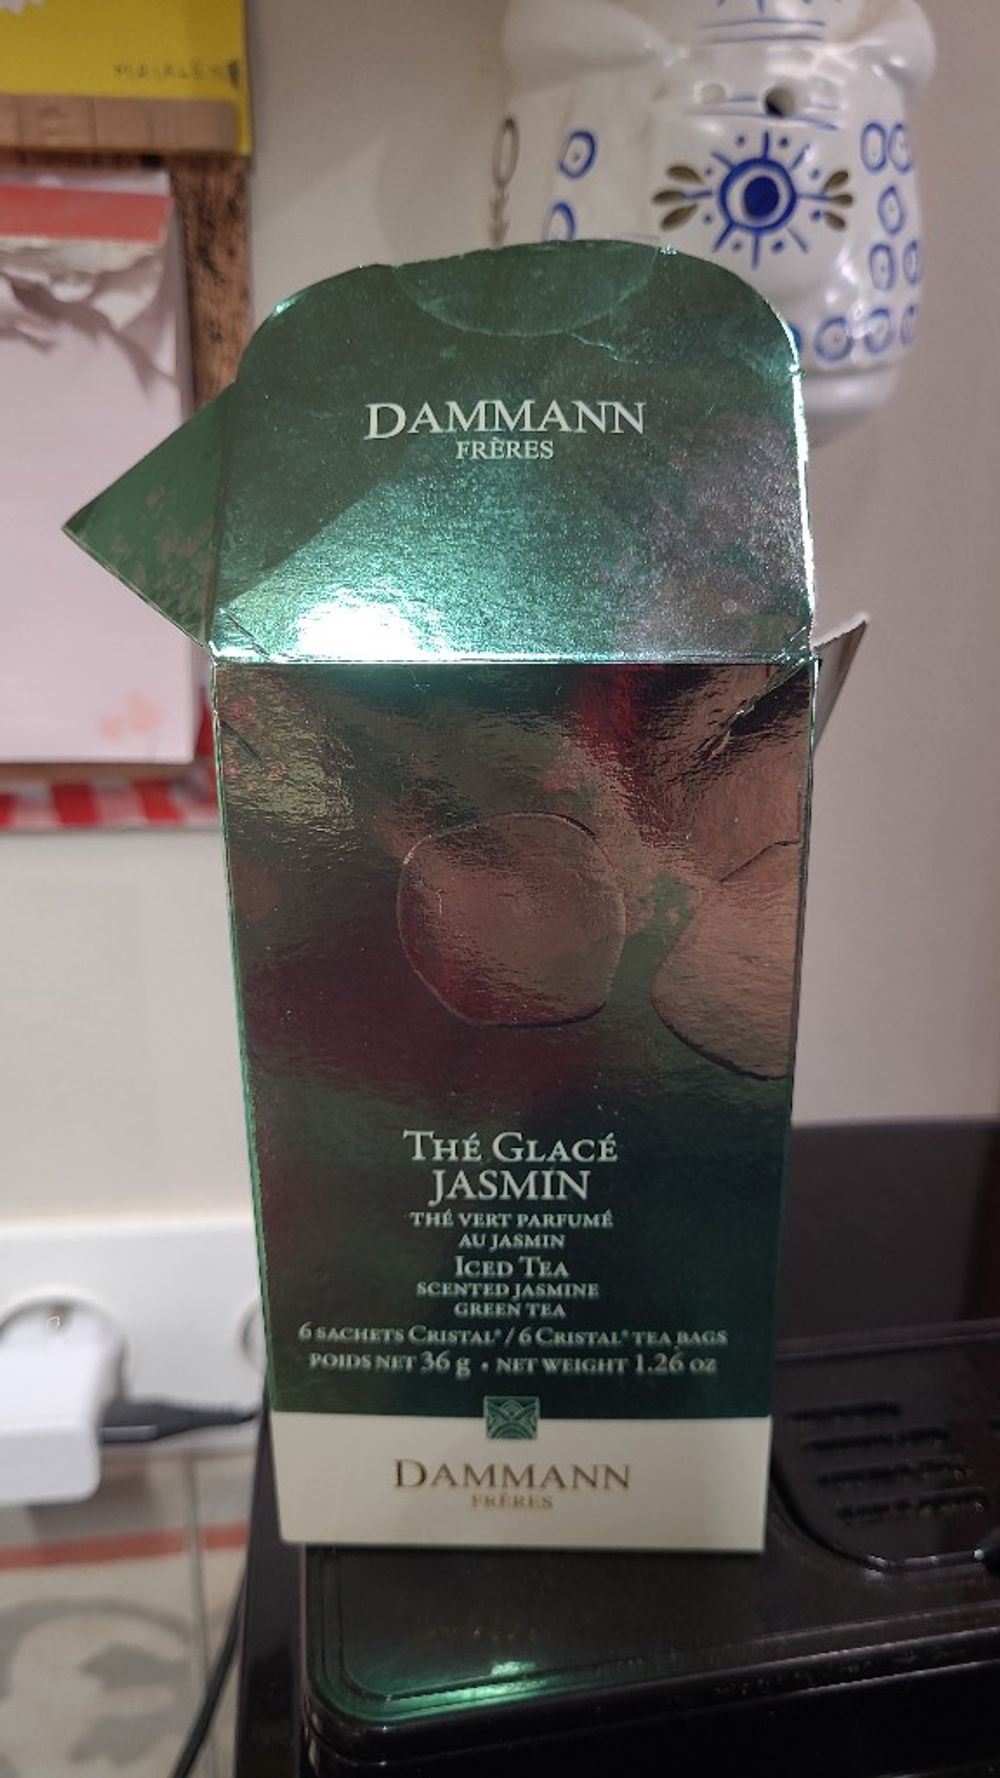 DAMMANN
FRÈRES
THÉ GLACÉ
JASMIN
THÉ VERT PARFUMÉ
AU JASMIN
ICED TEA
SCENTED JASMINE
GREEN TEA
6 SACHETS CRISTAL® / 6 CRISTAL® TEA BAGS
POIDS NET 36 g • NET WEIGHT 1.26 OZ
DAMMANN
FRÈRES